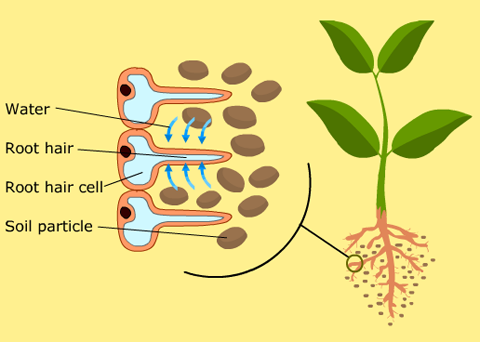 Water
Root hair
Root hair cell
Soil particle